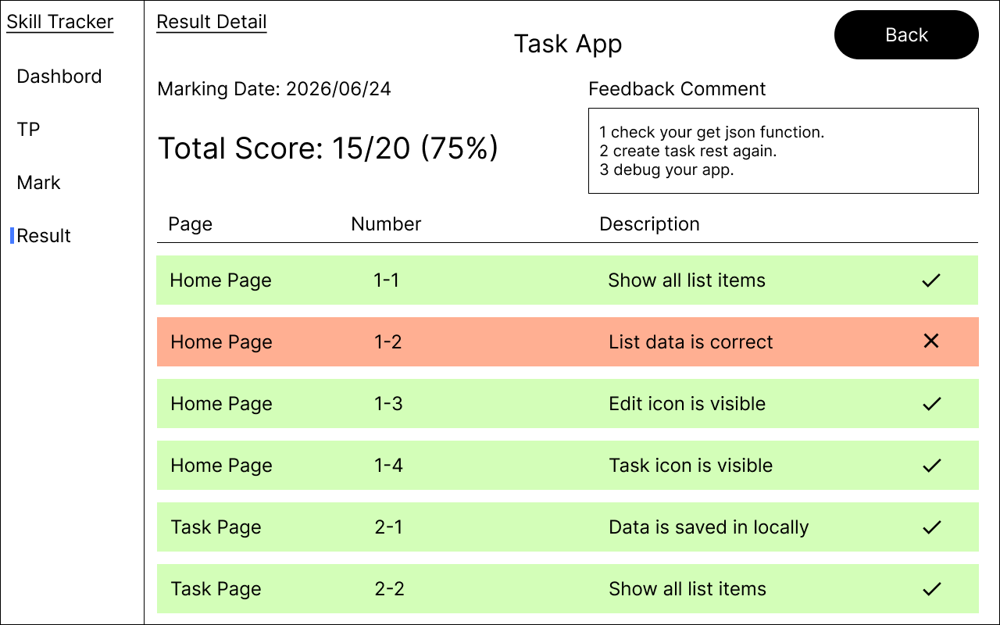 Skill Tracker
Dashbord
TP
Mark
Result
Result Detail
Task App
Back
Marking Date: 2026/06/24
Total Score: 15/20 (75%)
Feedback Comment
1 check your get json function.
2 create task rest again.
3 debug your app.
Page Number Description
Home Page 1-1 Show all list items
Home Page 1-2 List data is correct
Home Page 1-3 Edit icon is visible
Home Page 1-4 Task icon is visible
Task Page 2-1 Data is saved in locally
Task Page 2-2 Show all list items